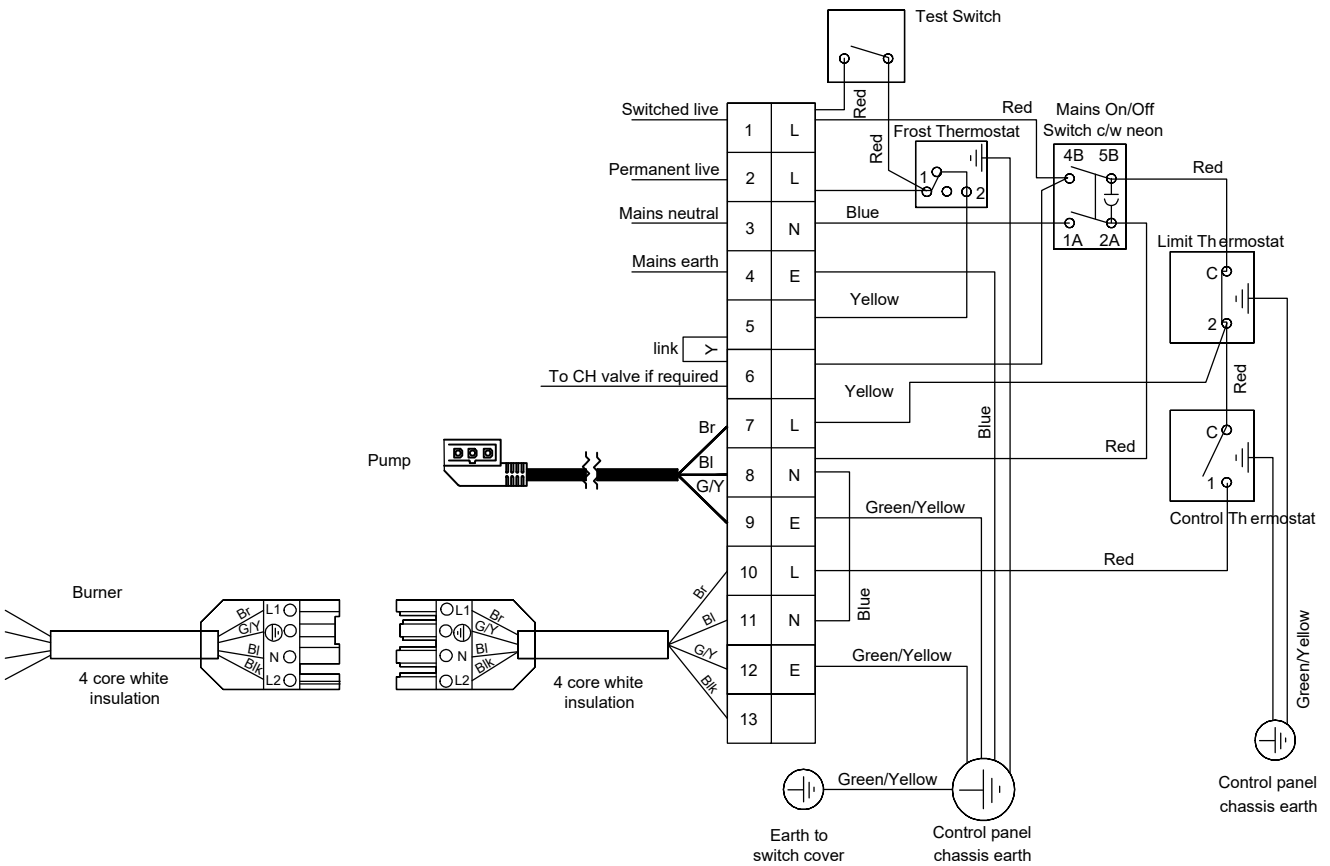 Test Switch
Red
Red
Switched live
1 L
Permanent live
2 L
Mains neutral
3 N
Mains earth
4 E
5
link
Y
To CH valve if required
6
7 L
8 N
9 E
10 L
11 N
12 E
13
Red
Frost Thermostat
1
2
Mains On/Off
Switch c/w neon
4B 5B
1A 2A
Blue
Red
Limit Thermostat
C
2
Yellow
Yellow
Blue
Red
Red
C
1
Control Thermostat
Green/Yellow
Red
Blue
Green/Yellow
Green/Yellow
Control panel
chassis earth
Pump
Br
Bl
G/Y
Burner
Br
G/Y
Bl
Blk
L1
N
L2
4 core white
insulation
L1
N
L2
Br
G/Y
Bl
Blk
4 core white
insulation
Br
Bl
G/Y
Blk
Green/Yellow
Earth to
switch cover
Control panel
chassis earth